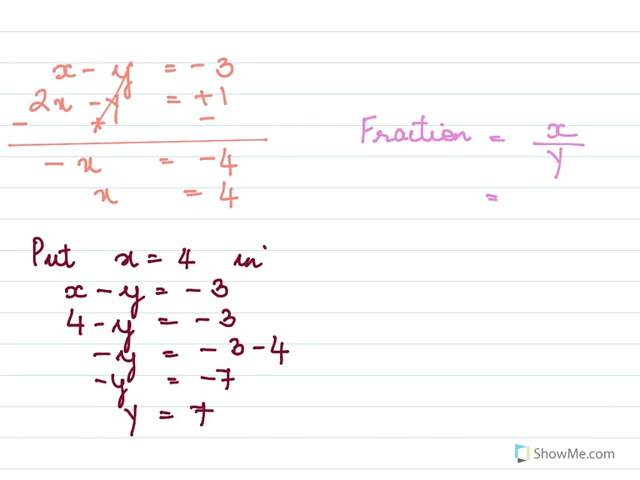 x - y = - 3
2x - y = + 1
- + -
- x = - 4
x = 4
Fraction = x
y
=
Put x = 4 in
x - y = - 3
4 - y = - 3
- y = - 3 - 4
- y = - 7
y = 7
ShowMe.com